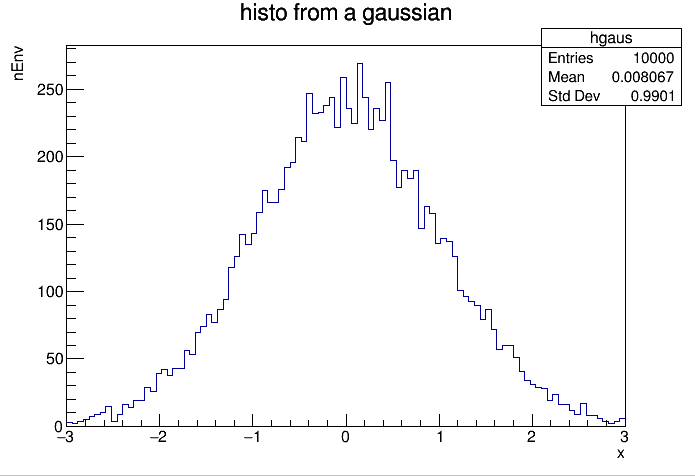 histo from a gaussian
hgaus
Entries 10000
Mean 0.008067
Std Dev 0.9901
nEnv
250
200
150
100
50
0
−3 −2 −1 0 1 2 3
x